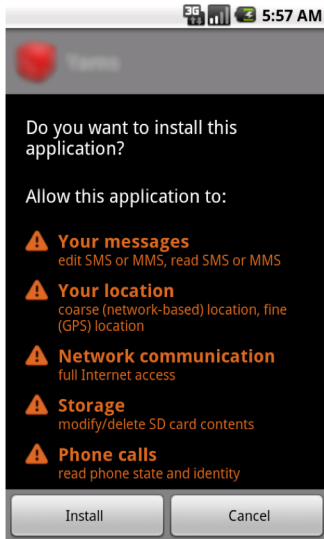 3G 5:57 AM
Do you want to install this
application?
Allow this application to:
Your messages
edit SMS or MMS, read SMS or MMS
Your location
coarse (network-based) location, fine
(GPS) location
Network communication
full Internet access
Storage
modify/delete SD card contents
Phone calls
read phone state and identity
Install Cancel